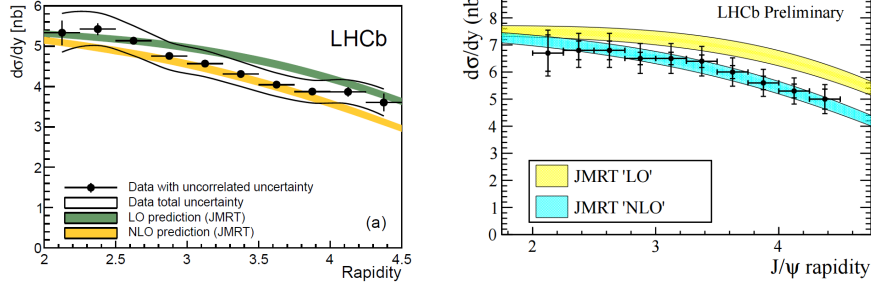 dσ/dy [nb]
6
5
4
3
2
1
0
LHCb
Data with uncorrelated uncertainty
Data total uncertainty
LO prediction (JMRT)
NLO prediction (JMRT)
(a)
2 2.5 3 3.5 4 4.5
Rapidity
dσ/dy (nb)
LHCb Preliminary
8
7
6
5
4
3
2
1
0
JMRT 'LO'
JMRT 'NLO'
2 3 4
J/ψ rapidity